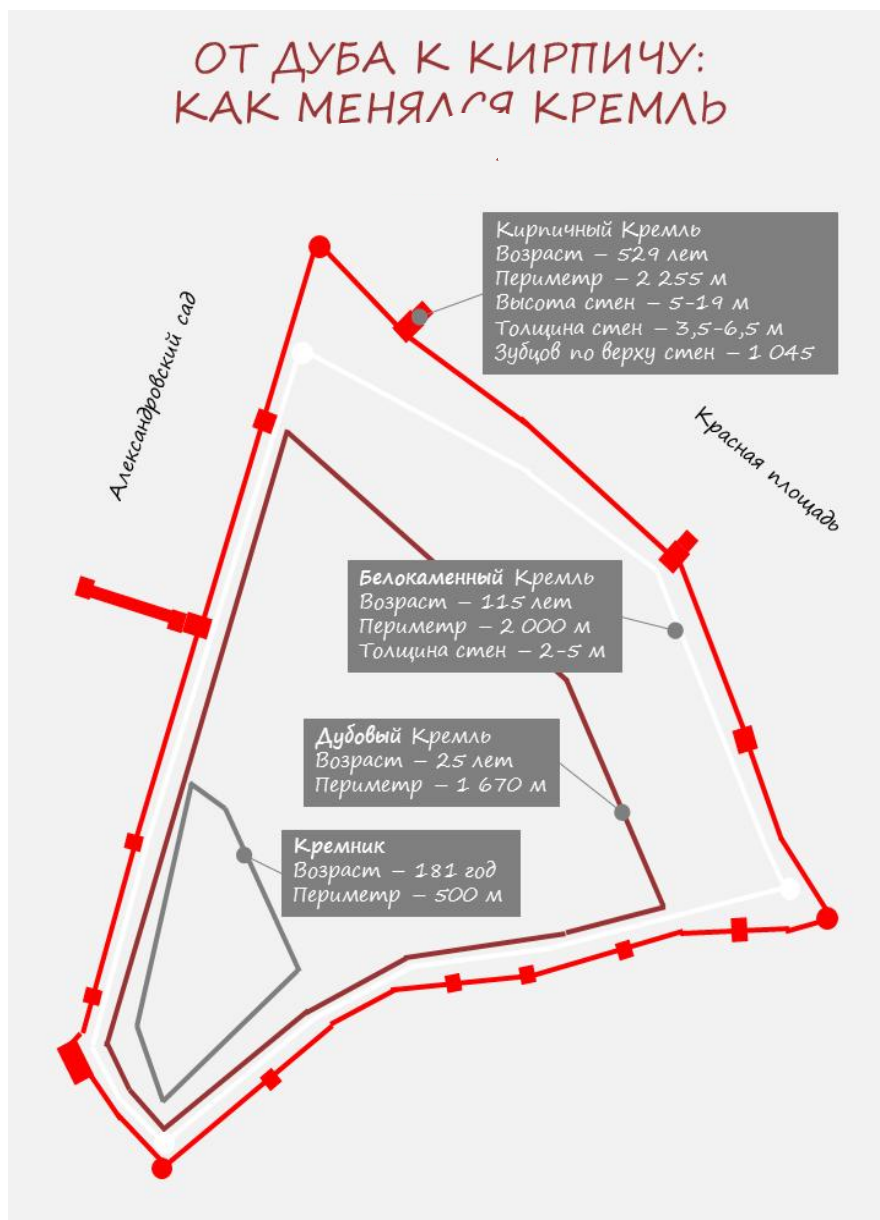 ОТ ДУБА К КИРПИЧУ:
КАК МЕНЯЛСЯ КРЕМЛЬ
Кирпичный Кремль
Возраст – 529 лет
Периметр – 2 255 м
Высота стен – 5-19 м
Толщина стен – 3,5-6,5 м
Зубцов по верху стен – 1 045
Александровский сад
Красная площадь
Белокаменный Кремль
Возраст – 115 лет
Периметр – 2 000 м
Толщина стен – 2-5 м
Дубовый Кремль
Возраст – 25 лет
Периметр – 1 670 м
Кремник
Возраст – 181 год
Периметр – 500 м